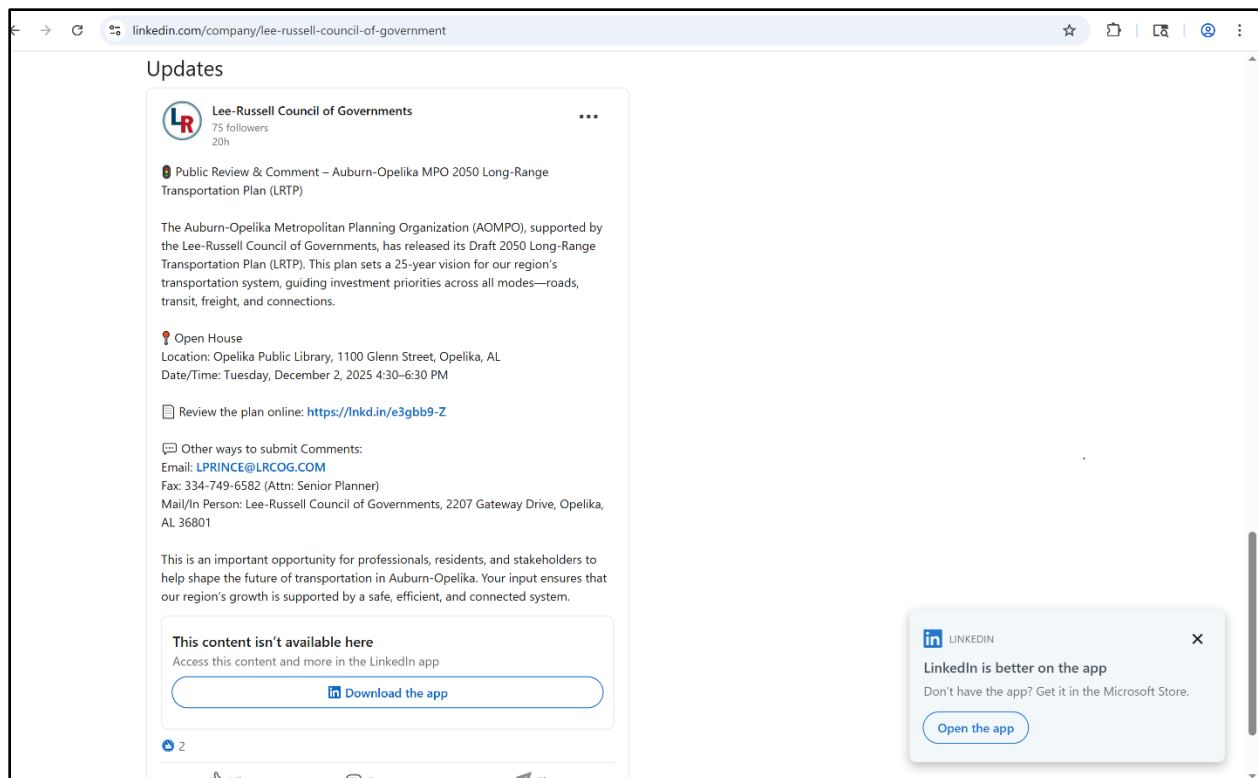 linkedin.com/company/lee-russell-council-of-government
Updates
LR
Lee-Russell Council of Governments
75 followers
20h
Public Review & Comment – Auburn-Opelika MPO 2050 Long-Range
Transportation Plan (LRTP)
The Auburn-Opelika Metropolitan Planning Organization (AOMPO), supported by
the Lee-Russell Council of Governments, has released its Draft 2050 Long-Range
Transportation Plan (LRTP). This plan sets a 25-year vision for our region's
transportation system, guiding investment priorities across all modes—roads,
transit, freight, and connections.
Open House
Location: Opelika Public Library, 1100 Glenn Street, Opelika, AL
Date/Time: Tuesday, December 2, 2025 4:30–6:30 PM
Review the plan online: https://lnkd.in/e3gbb9-Z
Other ways to submit Comments:
Email: LPRINCE@LRCOG.COM
Fax: 334-749-6582 (Attn: Senior Planner)
Mail/In Person: Lee-Russell Council of Governments, 2207 Gateway Drive, Opelika,
AL 36801
This is an important opportunity for professionals, residents, and stakeholders to
help shape the future of transportation in Auburn-Opelika. Your input ensures that
our region's growth is supported by a safe, efficient, and connected system.
This content isn't available here
Access this content and more in the LinkedIn app
in Download the app
2
in LINKEDIN
LinkedIn is better on the app
Don't have the app? Get it in the Microsoft Store.
Open the app